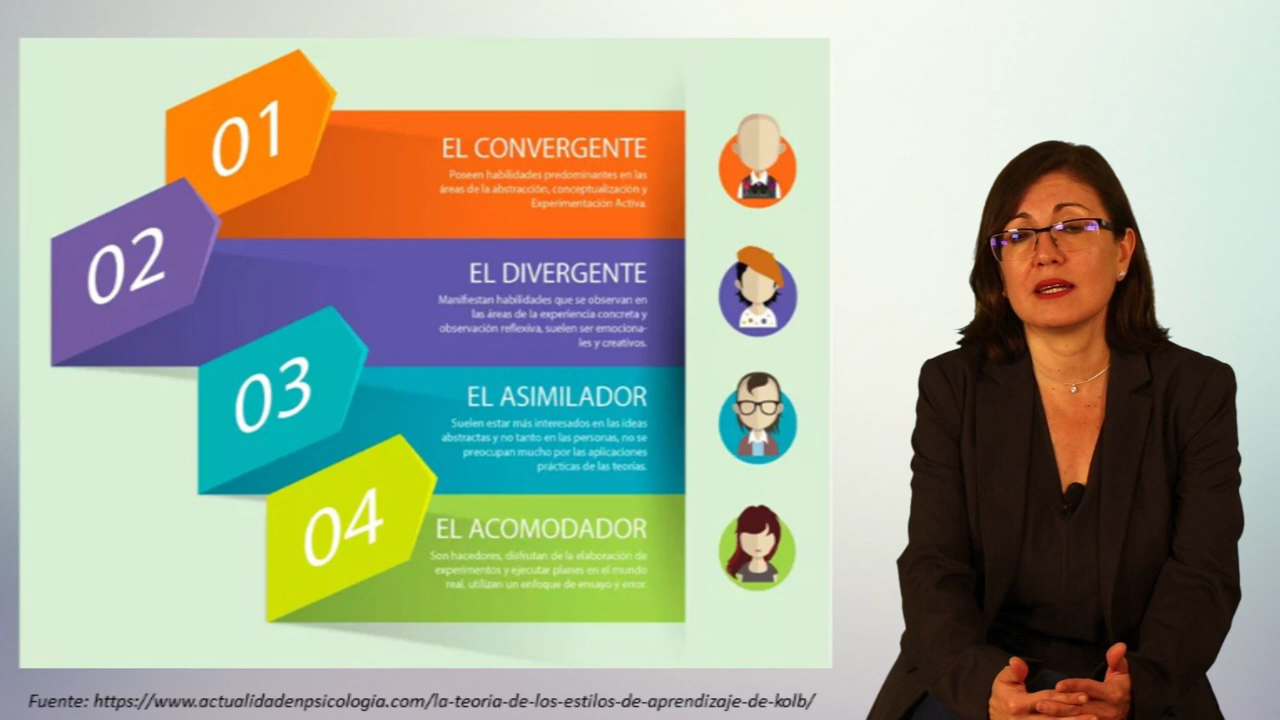 01
EL CONVERGENTE
Poseen habilidades predominantes en las
áreas de la abstracción, conceptualización y
Experimentación Activa.
02
EL DIVERGENTE
Manifiestan habilidades que se observan en
las áreas de la experiencia concreta y
observación reflexiva, suelen ser emociona-
les y creativos.
03
EL ASIMILADOR
Suelen estar más interesados en las ideas
abstractas y no tanto en las personas, no se
preocupan mucho por las aplicaciones
prácticas de las teorías.
04
EL ACOMODADOR
Son hacedores, disfrutan de la elaboración de
experimentos y ejecutar planes en el mundo
real, utilizan un enfoque de ensayo y error.
Fuente: https://www.actualidadenpsicologia.com/la-teoria-de-los-estilos-de-aprendizaje-de-kolb/